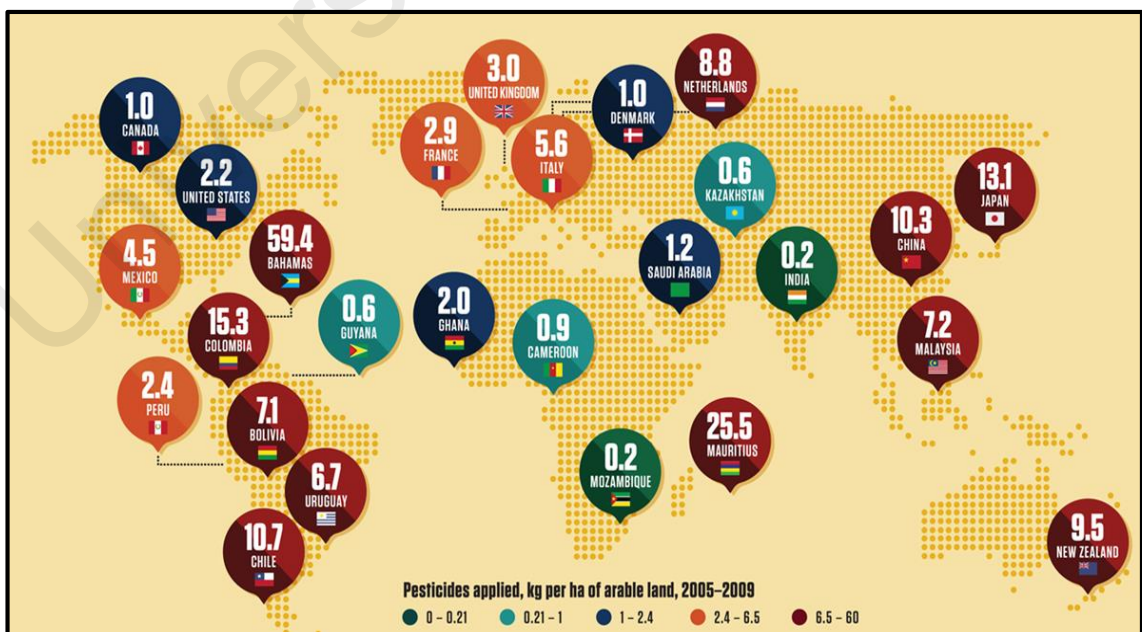 1.0
CANADA
2.2
UNITED STATES
4.5
MEXICO
59.4
BAHAMAS
15.3
COLOMBIA
0.6
GUYANA
2.4
PERU
7.1
BOLIVIA
6.7
URUGUAY
10.7
CHILE
3.0
UNITED KINGDOM
2.9
FRANCE
5.6
ITALY
1.0
DENMARK
8.8
NETHERLANDS
0.6
KAZAKHSTAN
1.2
SAUDI ARABIA
0.2
INDIA
10.3
CHINA
13.1
JAPAN
7.2
MALAYSIA
2.0
GHANA
0.9
CAMEROON
0.2
MOZAMBIQUE
25.5
MAURITIUS
9.5
NEW ZEALAND
Pesticides applied, kg per ha of arable land, 2005–2009
0 – 0.21 0.21 – 1 1 – 2.4 2.4 – 6.5 6.5 – 60